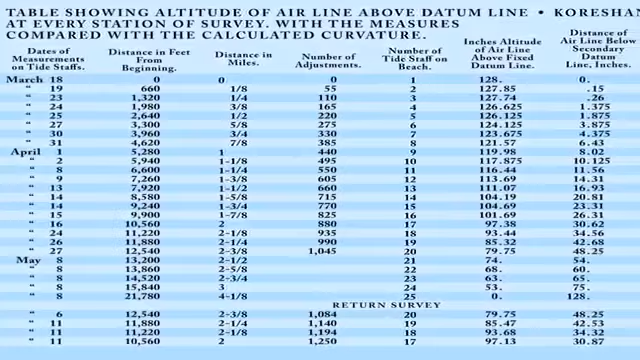 TABLE SHOWING ALTITUDE OF AIR LINE ABOVE DATUM LINE • KORESHAN
AT EVERY STATION OF SURVEY. WITH THE MEASURES
COMPARED WITH THE CALCULATED CURVATURE.
Dates of Measurements on Tide Staffs. Distance in Feet From Beginning. Distance in Miles. Number of Adjustments. Number of Tide Staff on Beach. Inches Altitude of Air Line Above Fixed Datum Line. Distance of Air Line Below Secondary Datum Line, Inches.
March 18 0 0 0 1 128. 0.
" 19 660 1/8 55 2 127.85 .15
" 23 1,320 1/4 110 3 127.74 .26
" 24 1,980 3/8 165 4 126.625 1.375
" 25 2,640 1/2 220 5 126.125 1.875
" 27 3,300 5/8 275 6 124.125 3.875
" 30 3,960 3/4 330 7 123.675 4.375
" 31 4,620 7/8 385 8 121.57 6.43
April 1 5,280 1 440 9 119.98 8.02
" 2 5,940 1-1/8 495 10 117.875 10.125
" 8 6,600 1-1/4 550 11 116.44 11.56
" 9 7,260 1-3/8 605 12 113.69 14.31
" 13 7,920 1-1/2 660 13 111.07 16.93
" 14 8,580 1-5/8 715 14 104.19 20.81
" 14 9,240 1-3/4 770 15 104.69 23.31
" 15 9,900 1-7/8 825 16 101.69 26.31
" 16 10,560 2 880 17 97.38 30.62
" 24 11,220 2-1/8 935 18 93.44 34.56
" 26 11,880 2-1/4 990 19 85.32 42.68
" 27 12,540 2-3/8 1,045 20 79.75 48.25
May 8 13,200 2-1/2 21 74. 54.
" 8 13,860 2-5/8 22 68. 60.
" 8 14,520 2-3/4 23 63. 65.
" 8 15,840 3 24 53. 75.
" 8 21,780 4-1/8 25 0. 128.
RETURN SURVEY
" 6 12,540 2-3/8 1,084 20 79.75 48.25
" 11 11,880 2-1/4 1,140 19 85.47 42.53
" 11 11,220 2-1/8 1,194 18 93.68 34.32
" 11 10,560 2 1,250 17 97.13 30.87